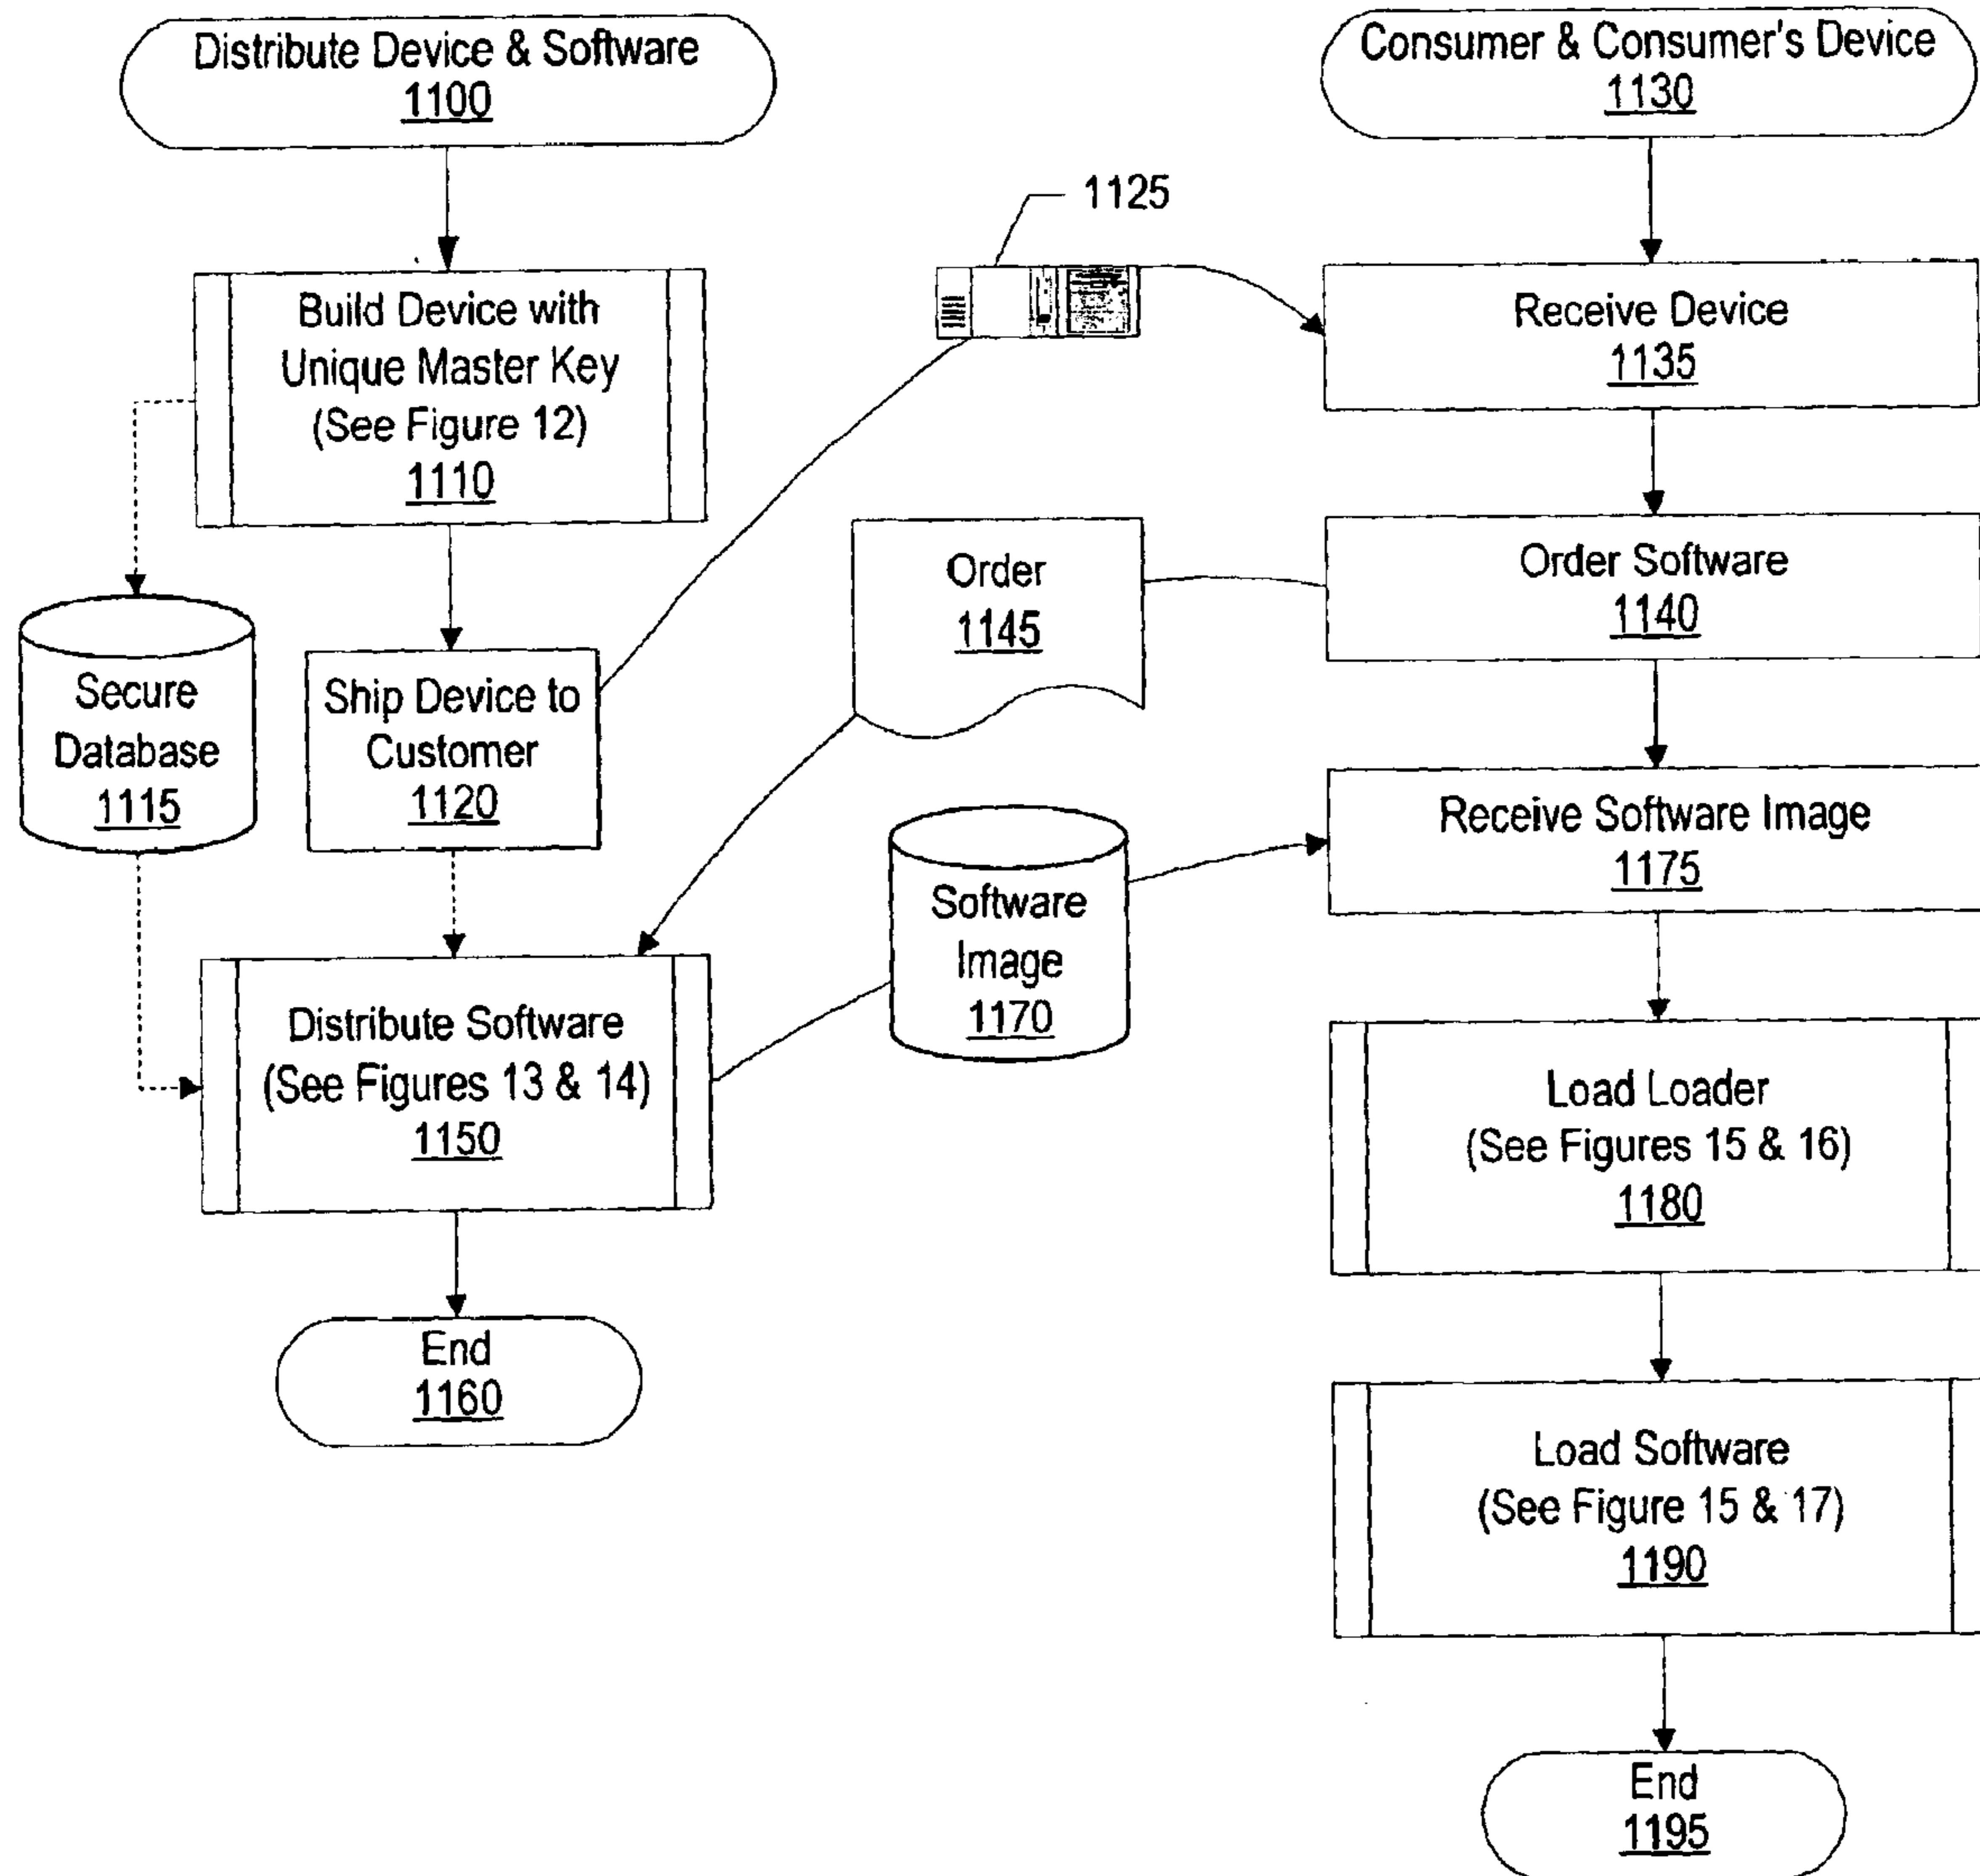 Distribute Device & Software
1100
Build Device with
Unique Master Key
(See Figure 12)
1110
Secure
Database
1115
Ship Device to
Customer
1120
Distribute Software
(See Figures 13 & 14)
1150
End
1160
1125
Order
1145
Software
Image
1170
Consumer & Consumer's Device
1130
Receive Device
1135
Order Software
1140
Receive Software Image
1175
Load Loader
(See Figures 15 & 16)
1180
Load Software
(See Figure 15 & 17)
1190
End
1195